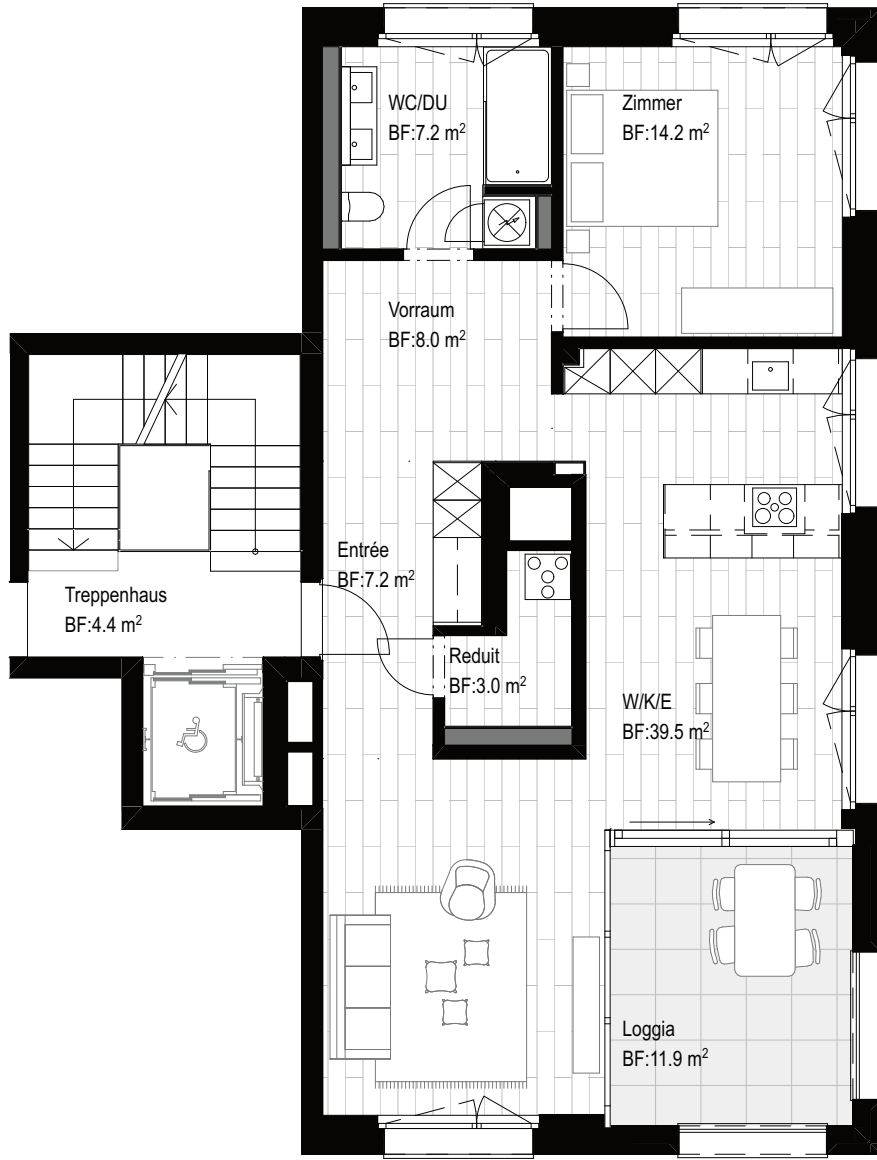 WC/DU
BF:7.2 m²
Zimmer
BF:14.2 m²
Vorraum
BF:8.0 m²
Entrée
BF:7.2 m²
Treppenhaus
BF:4.4 m²
Reduit
BF:3.0 m²
W/K/E
BF:39.5 m²
Loggia
BF:11.9 m²